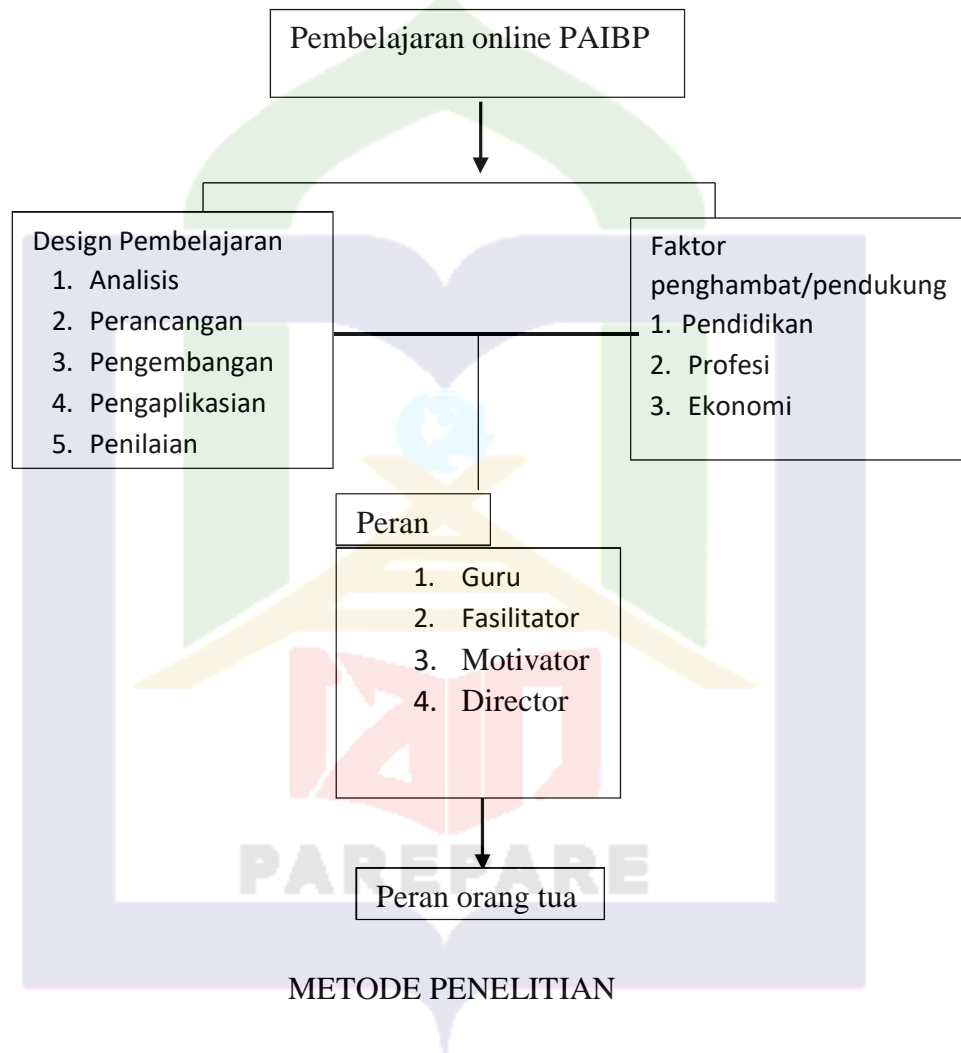 Pembelajaran online PAIBP
Design Pembelajaran
1. Analisis
2. Perancangan
3. Pengembangan
4. Pengaplikasian
5. Penilaian
Faktor
penghambat/pendukung
1. Pendidikan
2. Profesi
3. Ekonomi
Peran
1. Guru
2. Fasilitator
3. Motivator
4. Director
PAREPARE
Peran orang tua
METODE PENELITIAN